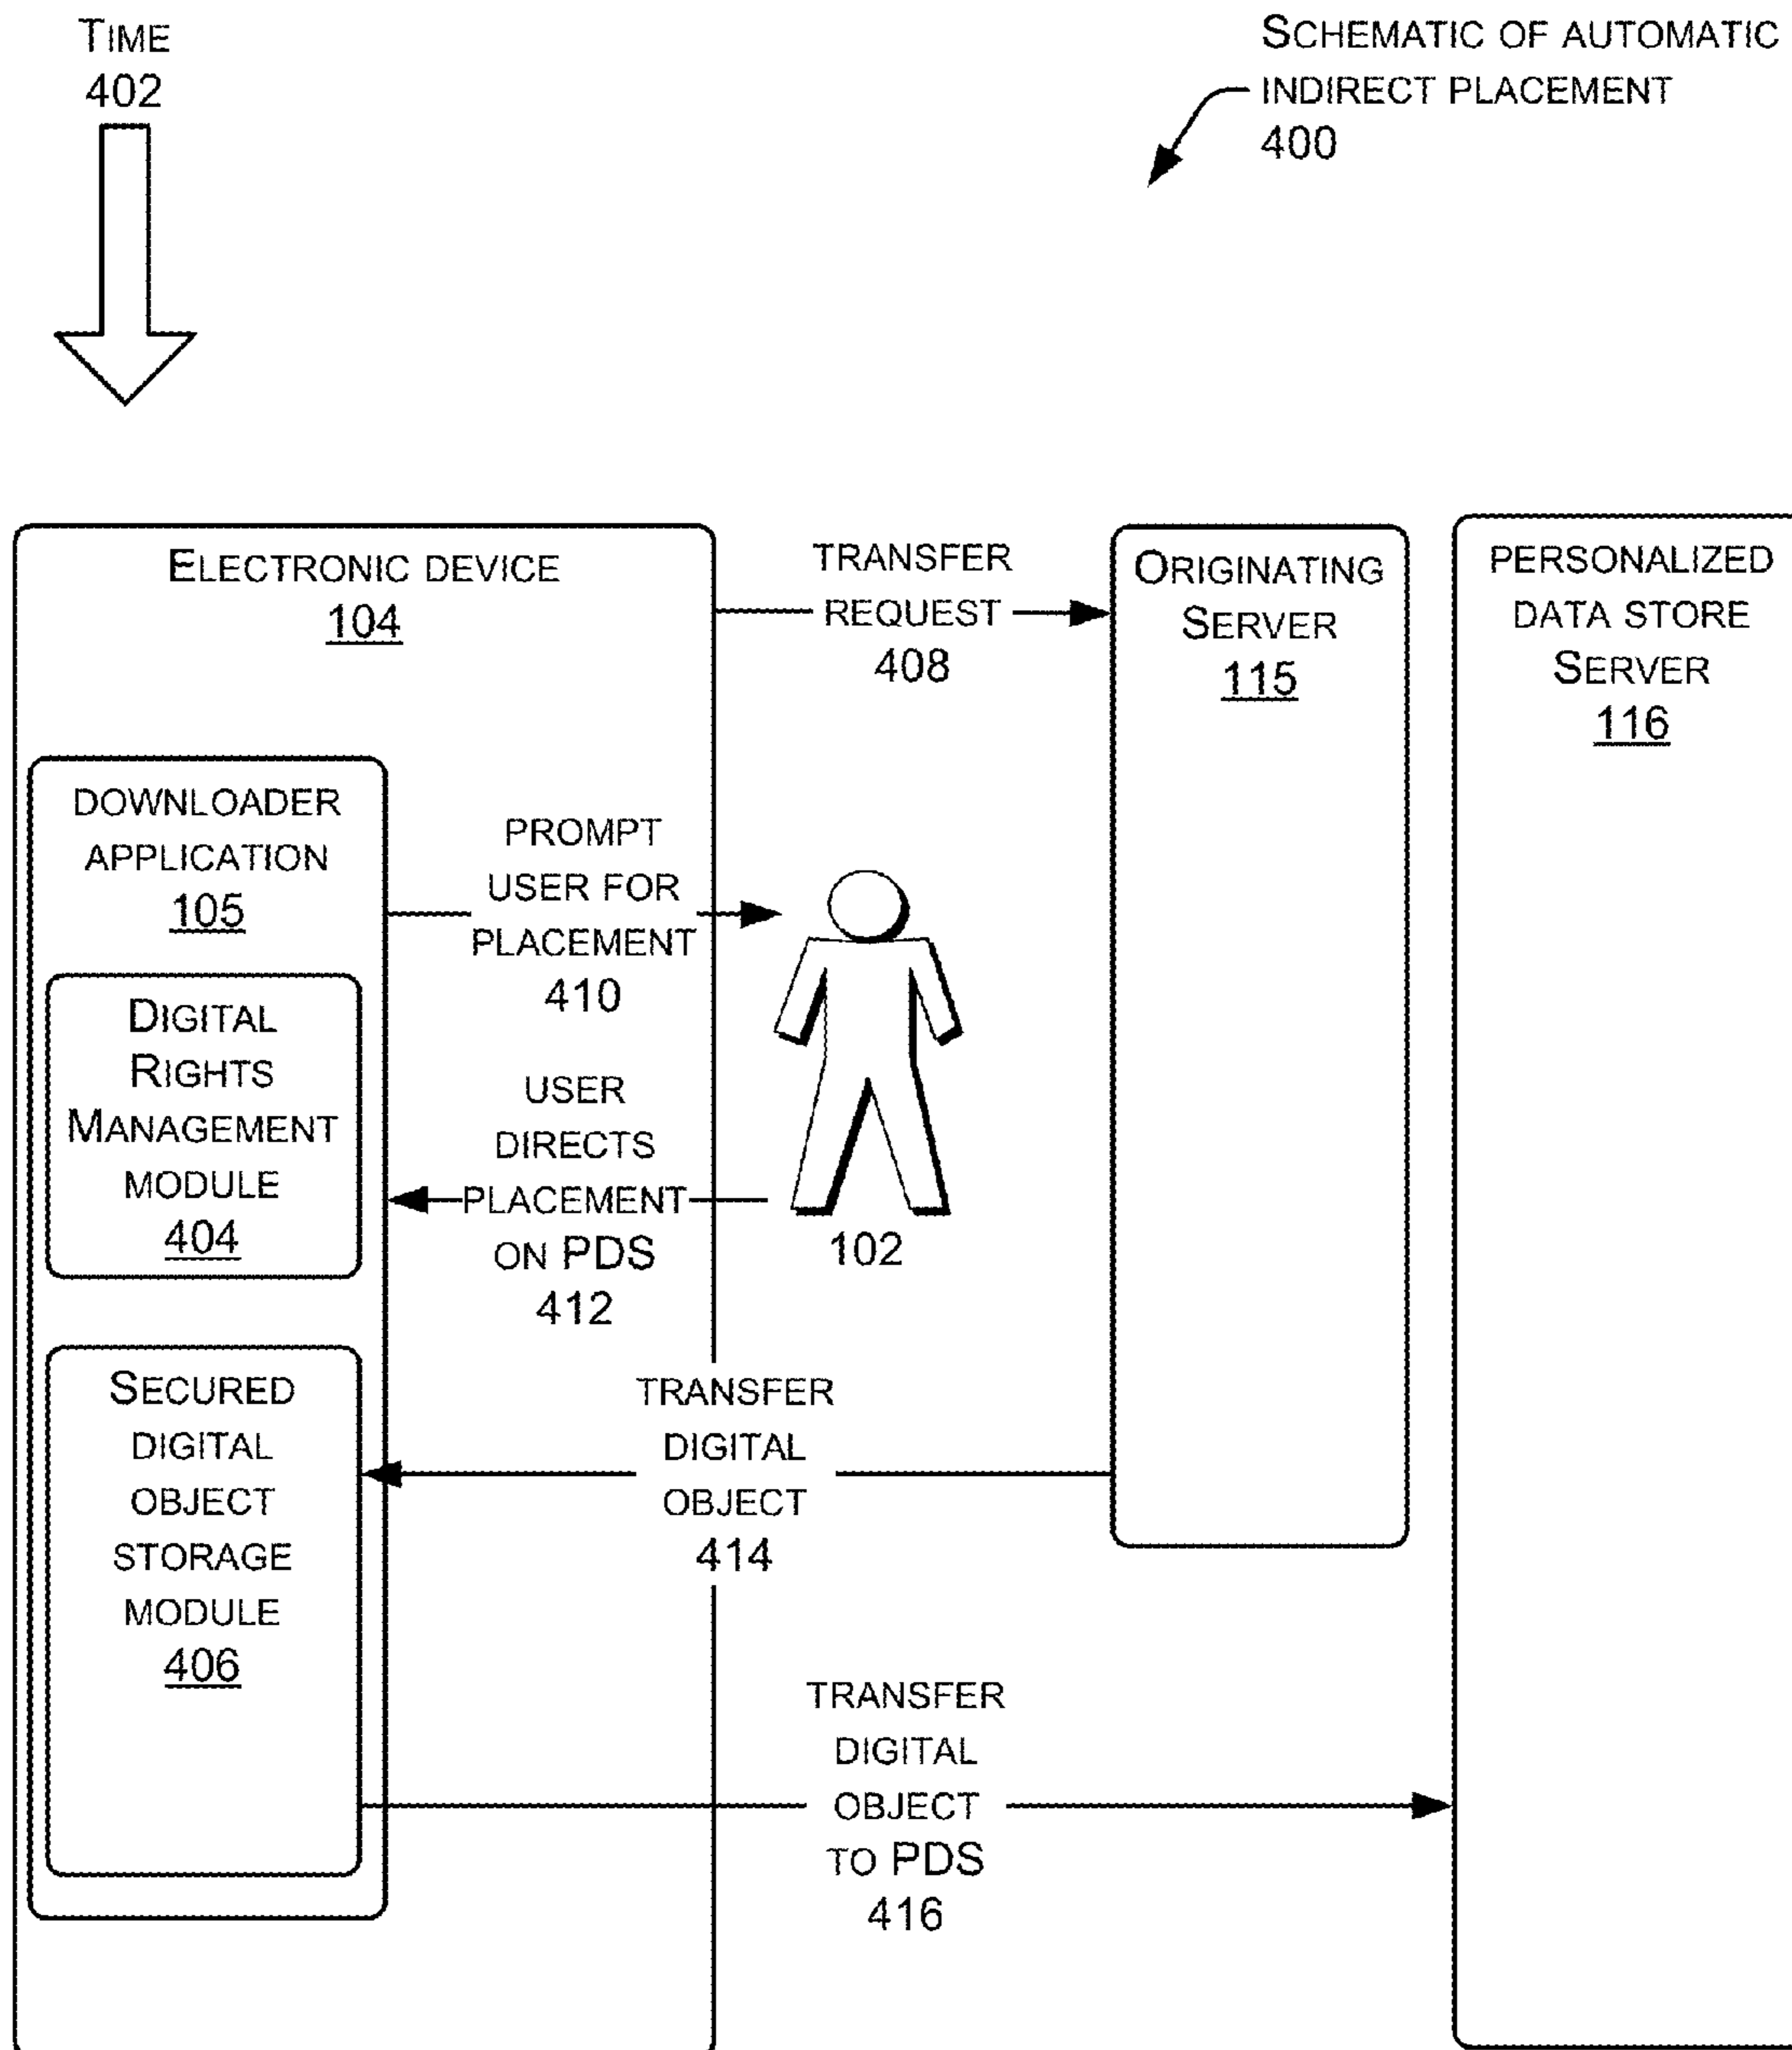 TIME
402
SCHEMATIC OF AUTOMATIC
INDIRECT PLACEMENT
400
ELECTRONIC DEVICE
104
TRANSFER
REQUEST
408
ORIGINATING
SERVER
115
PERSONALIZED
DATA STORE
SERVER
116
DOWNLOADER
APPLICATION
105
PROMPT
USER FOR
PLACEMENT
410
DIGITAL
RIGHTS
MANAGEMENT
MODULE
404
USER
DIRECTS
PLACEMENT
ON PDS
412
102
SECURED
DIGITAL
OBJECT
STORAGE
MODULE
406
TRANSFER
DIGITAL
OBJECT
414
TRANSFER
DIGITAL
OBJECT
TO PDS
416